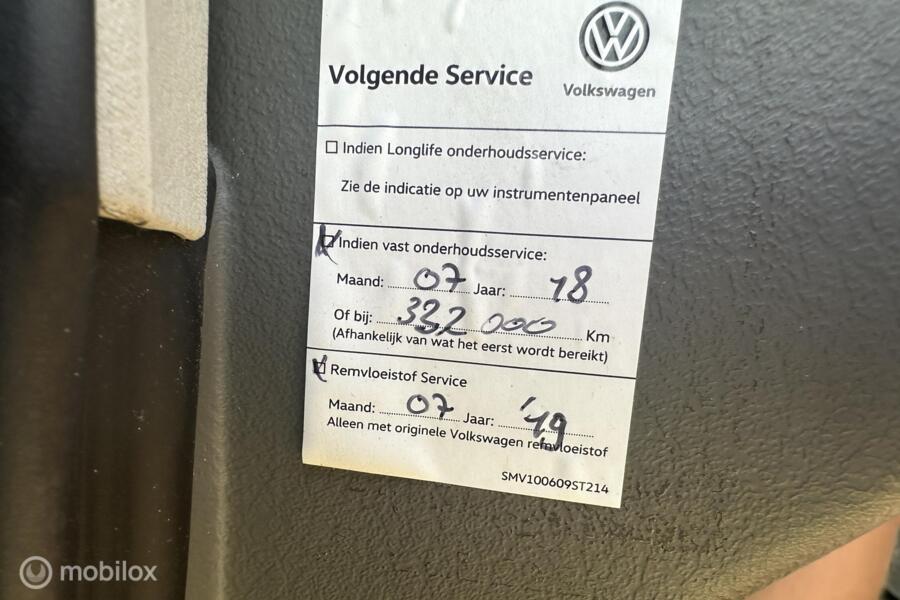 Volgende Service
Volkswagen
Indien Longlife onderhoudsservice:
Zie de indicatie op uw instrumentenpaneel
Indien vast onderhoudsservice:
Maand: 07 Jaar: 18
Of bij: 332 000 Km
(Afhankelijk van wat het eerst wordt bereikt)
Remvloeistof Service
Maand: 07 Jaar: '19
Alleen met originele Volkswagen remvloeistof
SMV100609ST214
mobilox